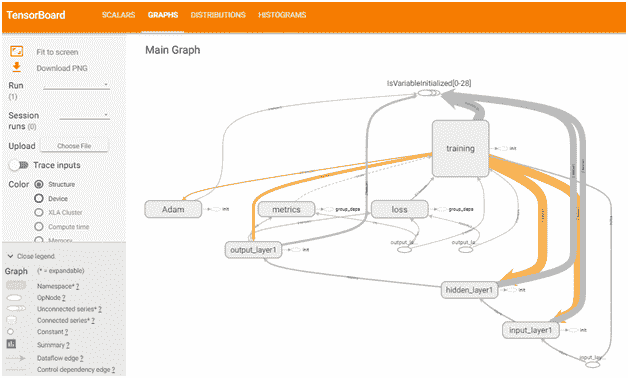 TensorBoard SCALARS GRAPHS DISTRIBUTIONS HISTOGRAMS
Fit to screen
Download PNG
Run
(1)
Session
runs (0)
Upload Choose File
Trace inputs
Color Structure
Device
XLA Cluster
Compute time
Memory
Close legend.
Graph (* = expandable)
Namespace* ?
OpNode ?
Unconnected series* ?
Connected series* ?
Constant ?
Summary ?
Dataflow edge ?
Control dependency edge ?
Main Graph
IsVariableInitialized[0-28]
training
init
Adam
init
metrics
group_deps
loss
group_deps
output_layer1
init
output_la...
output_la...
hidden_layer1
init
input_layer1
init
input_lay...